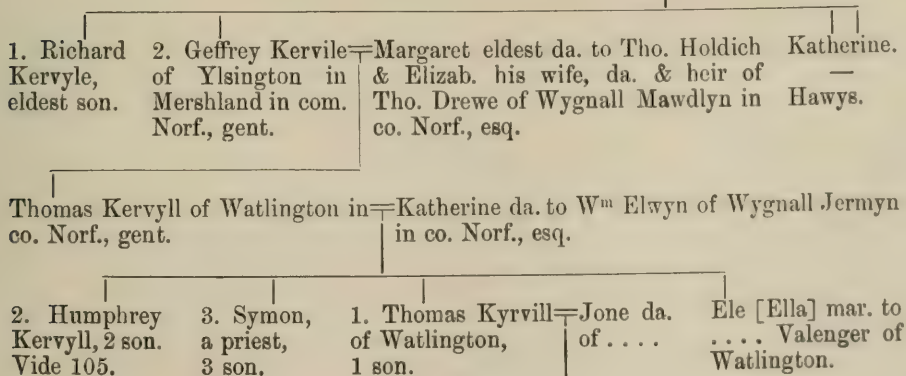 1. Richard
Kervyle,
eldest son.
2. Geffrey Kervile
of Ylsington in
Mershland in com.
Norf., gent.
Margaret eldest da. to Tho. Holdich
& Elizab. his wife, da. & heir of
Tho. Drewe of Wygnall Mawdlyn in
co. Norf., esq.
Katherine.
—
Hawys.
Thomas Kervyll of Watlington in
co. Norf., gent.
Katherine da. to Wᵐ Elwyn of Wygnall Jermyn
in co. Norf., esq.
2. Humphrey
Kervyll, 2 son.
Vide 105.
3. Symon,
a priest,
3 son,
1. Thomas Kyrvill
of Watlington,
1 son.
Jone da.
of . . . .
Ele [Ella] mar. to
. . . . Valenger of
Watlington.